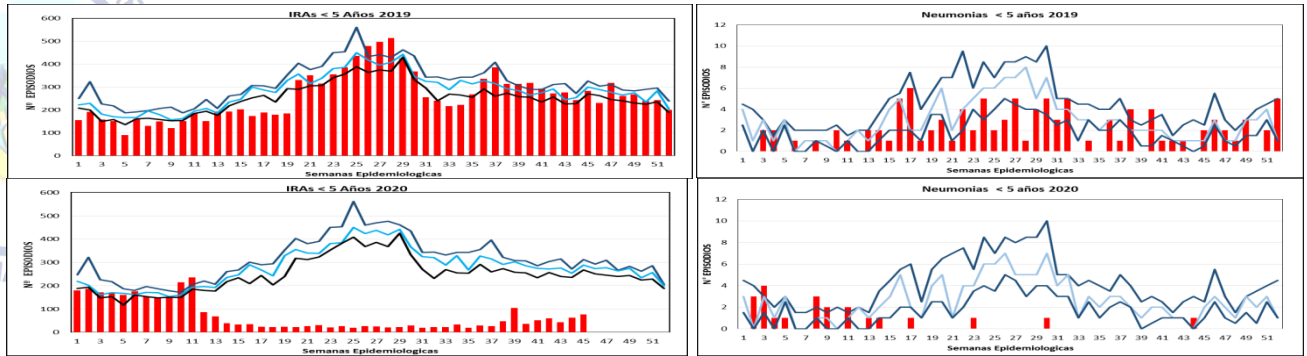 IRAs < 5 Años 2019
Nº EPISODIOS
600
500
400
300
200
100
0
1 3 5 7 9 11 13 15 17 19 21 23 25 27 29 31 33 35 37 39 41 43 45 47 49 51
Semanas Epidemiologicas
Neumonias < 5 años 2019
N° EPISODIOS
12
10
8
6
4
2
0
1 3 5 7 9 11 13 15 17 19 21 23 25 27 29 31 33 35 37 39 41 43 45 47 49 51
Semanas Epidemiologicas
IRAs < 5 Años 2020
Nº EPISODIOS
600
500
400
300
200
100
0
1 3 5 7 9 11 13 15 17 19 21 23 25 27 29 31 33 35 37 39 41 43 45 47 49 51
Semanas Epidemiologicas
Neumonias < 5 años 2020
N° EPISODIOS
12
10
8
6
4
2
0
1 3 5 7 9 11 13 15 17 19 21 23 25 27 29 31 33 35 37 39 41 43 45 47 49 51
Semanas Epidemiologicas